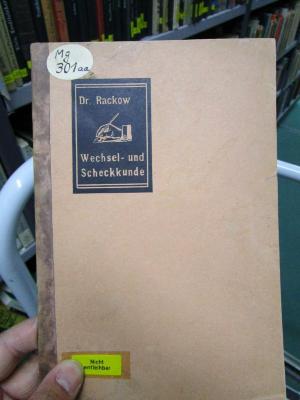 Mg
301aa
Dr. Rackow
Wechsel- und
Scheckkunde
Nicht
entleihbar